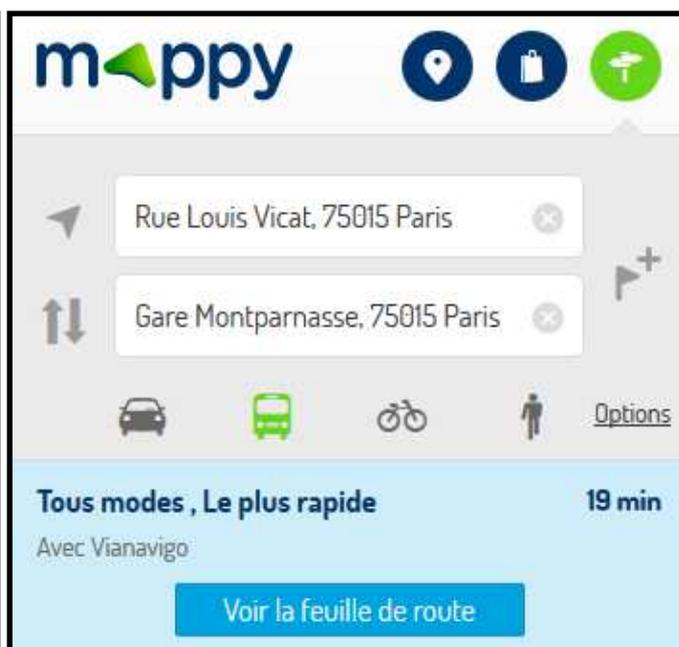 mappy
Rue Louis Vicat, 75015 Paris
Gare Montparnasse, 75015 Paris
Options
Tous modes , Le plus rapide 19 min
Avec Vianavigo
Voir la feuille de route